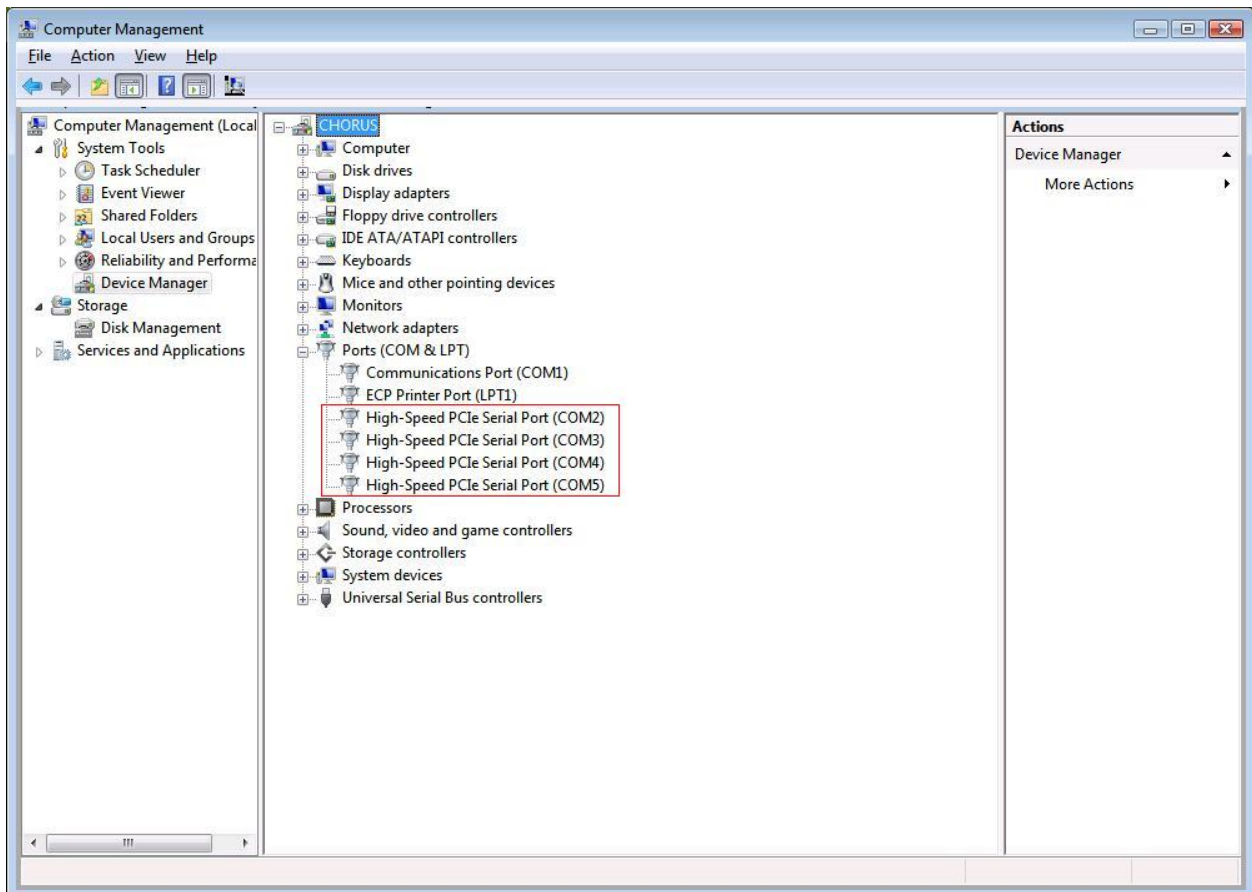 Computer Management
File Action View Help
Computer Management (Local
System Tools
Task Scheduler
Event Viewer
Shared Folders
Local Users and Groups
Reliability and Performa
Device Manager
Storage
Disk Management
Services and Applications
CHORUS
Computer
Disk drives
Display adapters
Floppy drive controllers
IDE ATA/ATAPI controllers
Keyboards
Mice and other pointing devices
Monitors
Network adapters
Ports (COM & LPT)
Communications Port (COM1)
ECP Printer Port (LPT1)
High-Speed PCIe Serial Port (COM2)
High-Speed PCIe Serial Port (COM3)
High-Speed PCIe Serial Port (COM4)
High-Speed PCIe Serial Port (COM5)
Processors
Sound, video and game controllers
Storage controllers
System devices
Universal Serial Bus controllers
Actions
Device Manager
More Actions